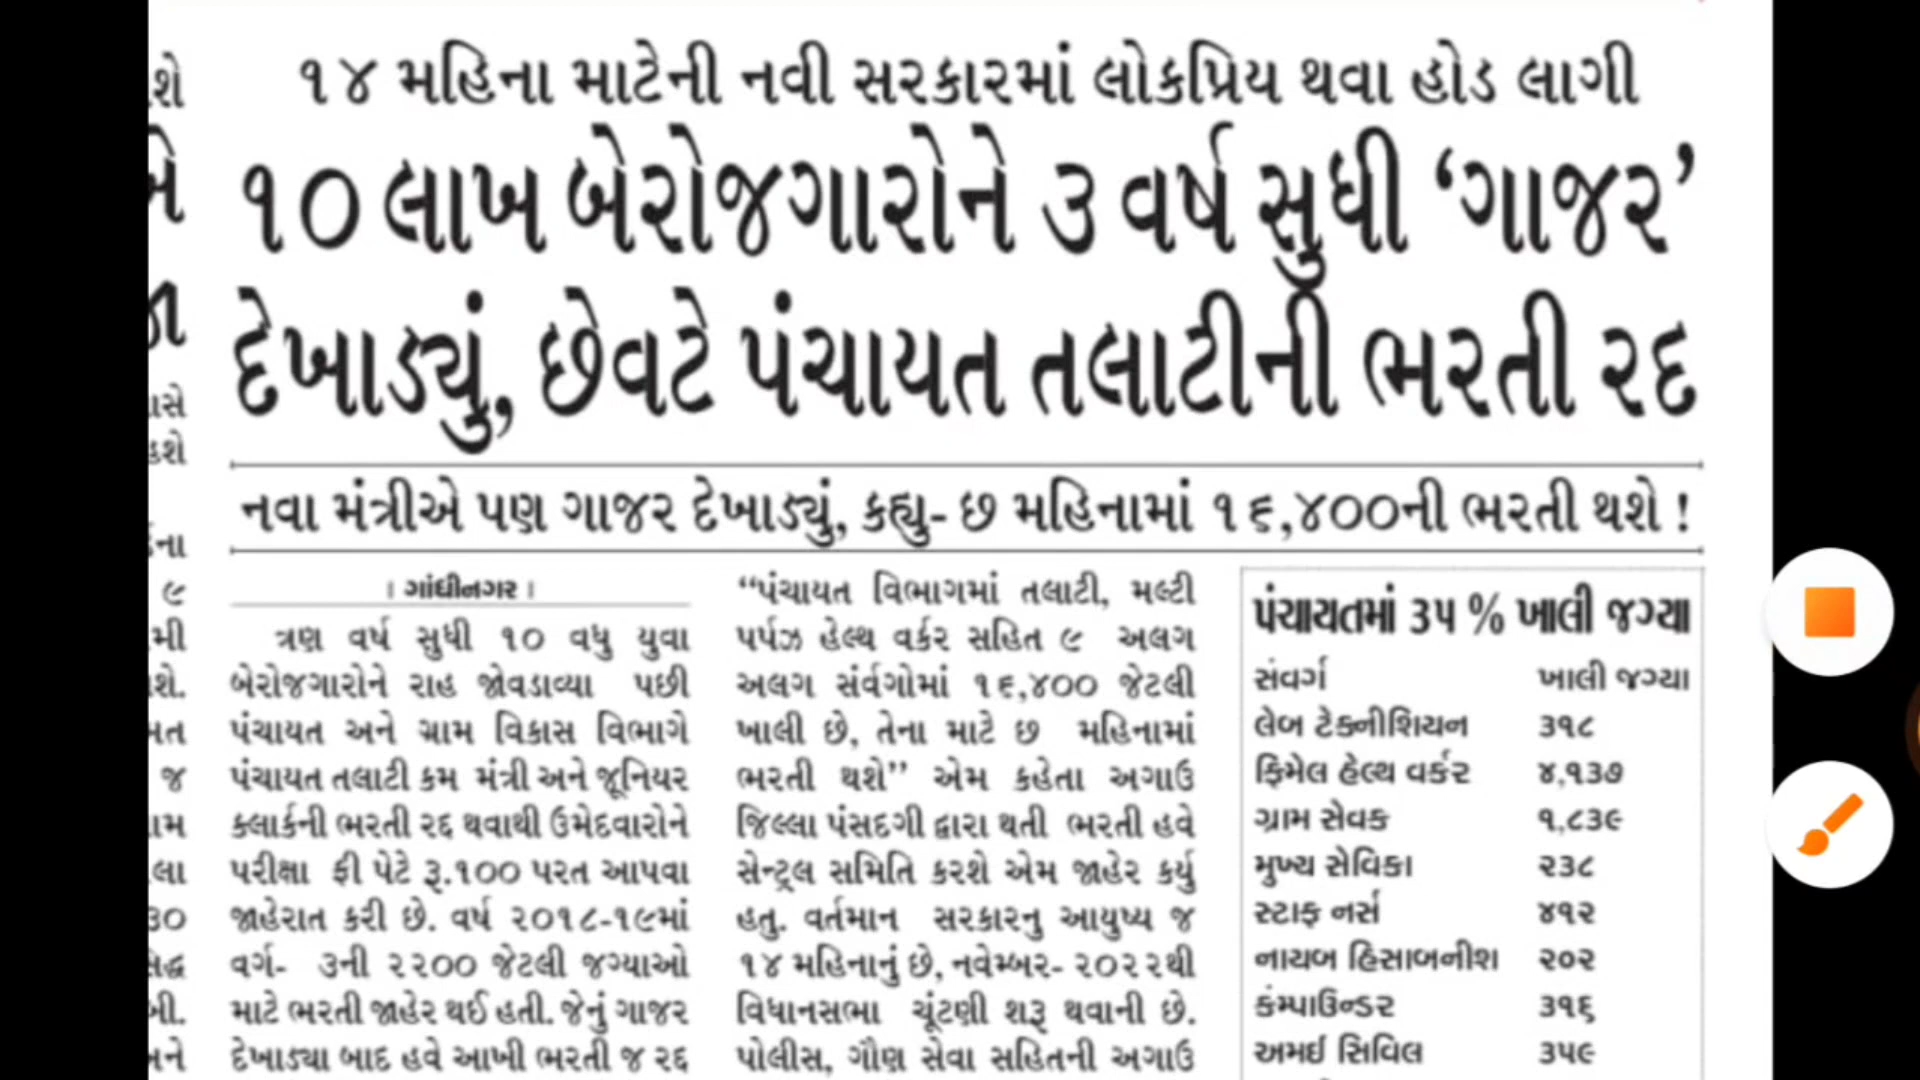 ૧૪ મહિના માટેની નવી સરકારમાં લોકપ્રિય થવા હોડ લાગી
૧૦ લાખ બેરોજગારોને ૩ વર્ષ સુધી ‘ગાજર’
દેખાડ્યું, છેવટે પંચાયત તલાટીની ભરતી રદ
નવા મંત્રીએ પણ ગાજર દેખાડ્યું, કહ્યુ- છ મહિનામાં ૧૬,૪૦૦ની ભરતી થશે !
। ગાંધીનગર ।
ત્રણ વર્ષ સુધી ૧૦ વધુ યુવા
બેરોજગારોને રાહ જોવડાવ્યા પછી
પંચાયત અને ગ્રામ વિકાસ વિભાગે
પંચાયત તલાટી કમ મંત્રી અને જૂનિયર
ક્લાર્કની ભરતી રદ્દ થવાથી ઉમેદવારોને
પરીક્ષા ફી પેટે રૂ.૧૦૦ પરત આપવા
જાહેરાત કરી છે. વર્ષ ૨૦૧૮-૧૯માં
વર્ગ- ૩ની ૨૨૦૦ જેટલી જગ્યાઓ
માટે ભરતી જાહેર થઈ હતી. જેનું ગાજર
દેખાડ્યા બાદ હવે આખી ભરતી જ રદ્દ
“પંચાયત વિભાગમાં તલાટી, મલ્ટી
પર્પઝ હેલ્થ વર્કર સહિત ૯ અલગ
અલગ સંર્વગોમાં ૧૬,૪૦૦ જેટલી
ખાલી છે, તેના માટે છ મહિનામાં
ભરતી થશે” એમ કહેતા અગાઉ
જિલ્લા પંસદગી દ્વારા થતી ભરતી હવે
સેન્ટ્રલ સમિતિ કરશે એમ જાહેર કર્યુ
હતુ. વર્તમાન સરકારનુ આયુષ્ય જ
૧૪ મહિનાનું છે, નવેમ્બર- ૨૦૨૨થી
વિધાનસભા ચૂંટણી શરૂ થવાની છે.
પોલીસ, ગૌણ સેવા સહિતની અગાઉ
પંચાયતમાં ૩૫ % ખાલી જગ્યા
સંવર્ગ ખાલી જગ્યા
લેબ ટેક્નીશિયન ૩૧૮
ફિમેલ હેલ્થ વર્કર ૪,૧૩૭
ગ્રામ સેવક ૧,૮૩૯
મુખ્ય સેવિકા ૨૩૮
સ્ટાફ નર્સ ૪૧૨
નાયબ હિસાબનીશ ૨૦૨
કંમ્પાઉન્ડર ૩૧૬
અમઈ સિવિલ ૩૫૯